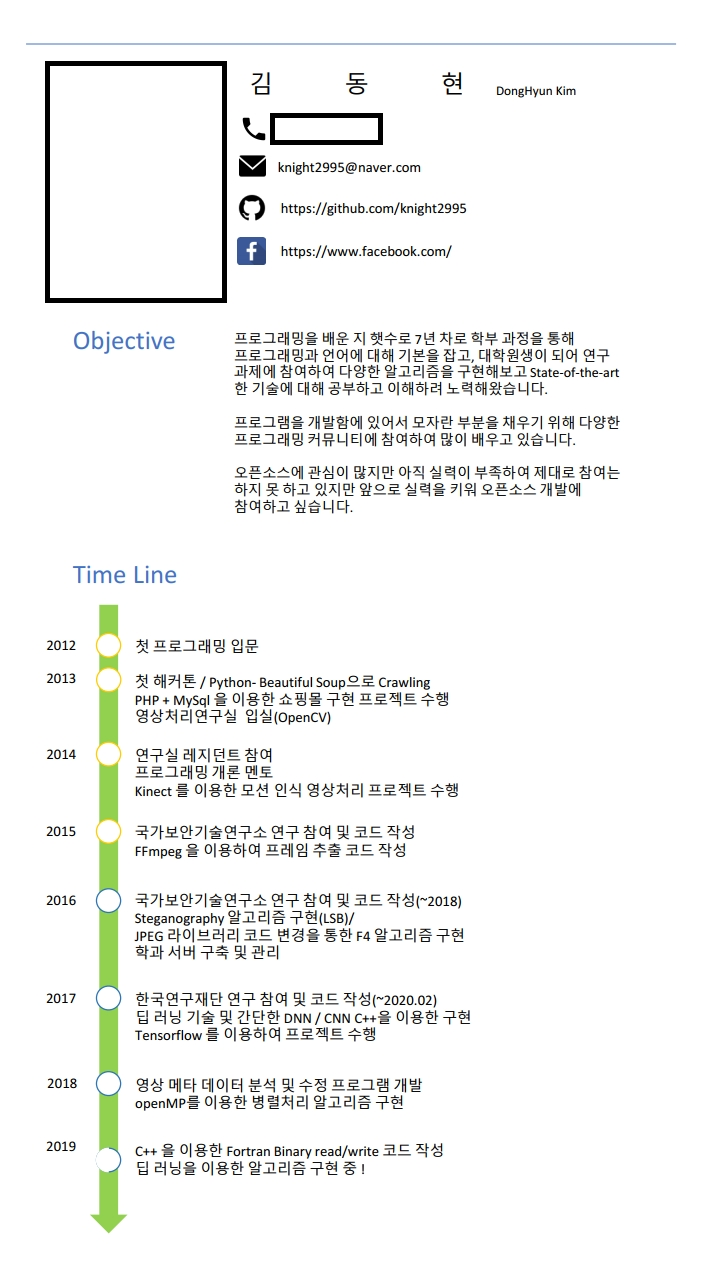 김 동 현 DongHyun Kim
knight2995@naver.com
https://github.com/knight2995
https://www.facebook.com/
Objective
프로그래밍을 배운 지 햇수로 7년 차로 학부 과정을 통해
프로그래밍과 언어에 대해 기본을 잡고, 대학원생이 되어 연구
과제에 참여하여 다양한 알고리즘을 구현해보고 State-of-the-art
한 기술에 대해 공부하고 이해하려 노력해왔습니다.
프로그램을 개발함에 있어서 모자란 부분을 채우기 위해 다양한
프로그래밍 커뮤니티에 참여하여 많이 배우고 있습니다.
오픈소스에 관심이 많지만 아직 실력이 부족하여 제대로 참여는
하지 못 하고 있지만 앞으로 실력을 키워 오픈소스 개발에
참여하고 싶습니다.
Time Line
2012 첫 프로그래밍 입문
2013 첫 해커톤 / Python- Beautiful Soup으로 Crawling
PHP + MySql 을 이용한 쇼핑몰 구현 프로젝트 수행
영상처리연구실 입실(OpenCV)
2014 연구실 레지던트 참여
프로그래밍 개론 멘토
Kinect 를 이용한 모션 인식 영상처리 프로젝트 수행
2015 국가보안기술연구소 연구 참여 및 코드 작성
FFmpeg 을 이용하여 프레임 추출 코드 작성
2016 국가보안기술연구소 연구 참여 및 코드 작성(~2018)
Steganography 알고리즘 구현(LSB)/
JPEG 라이브러리 코드 변경을 통한 F4 알고리즘 구현
학과 서버 구축 및 관리
2017 한국연구재단 연구 참여 및 코드 작성(~2020.02)
딥 러닝 기술 및 간단한 DNN / CNN C++을 이용한 구현
Tensorflow 를 이용하여 프로젝트 수행
2018 영상 메타 데이터 분석 및 수정 프로그램 개발
openMP를 이용한 병렬처리 알고리즘 구현
2019 C++ 을 이용한 Fortran Binary read/write 코드 작성
딥 러닝을 이용한 알고리즘 구현 중 !